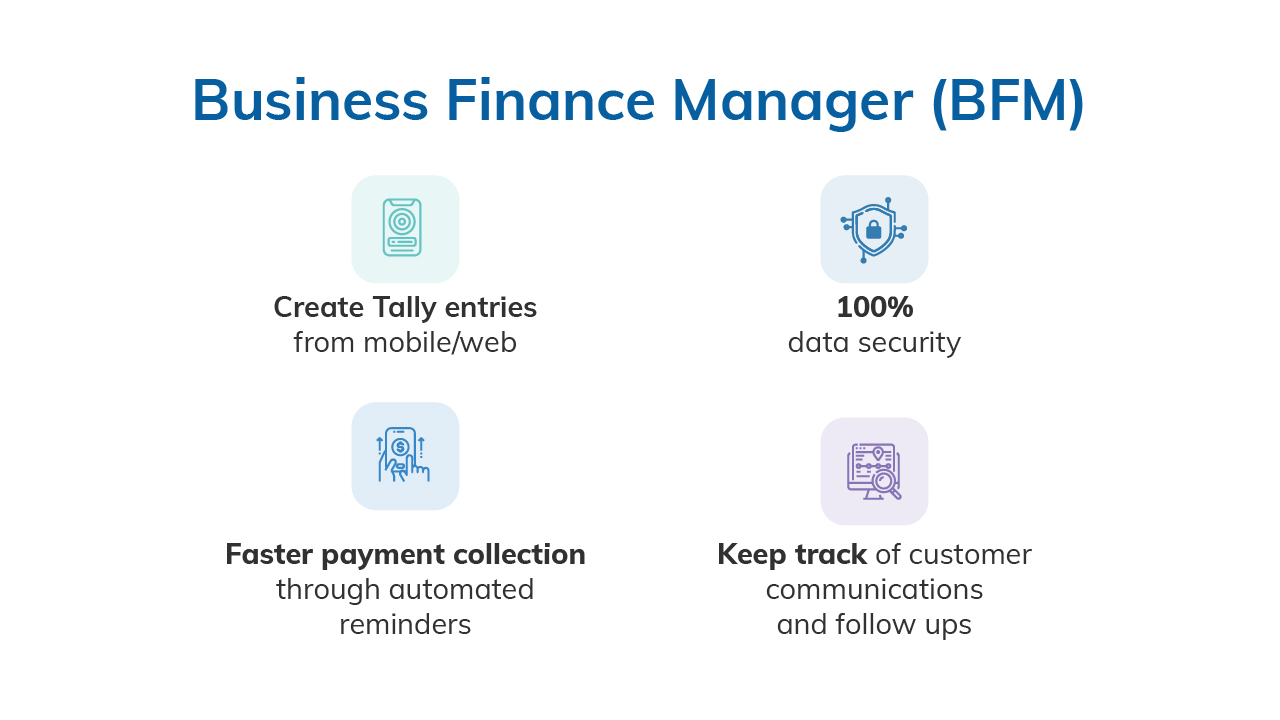 Business Finance Manager (BFM)
Create Tally entries
from mobile/web
100%
data security
Faster payment collection
through automated
reminders
Keep track of customer
communications
and follow ups